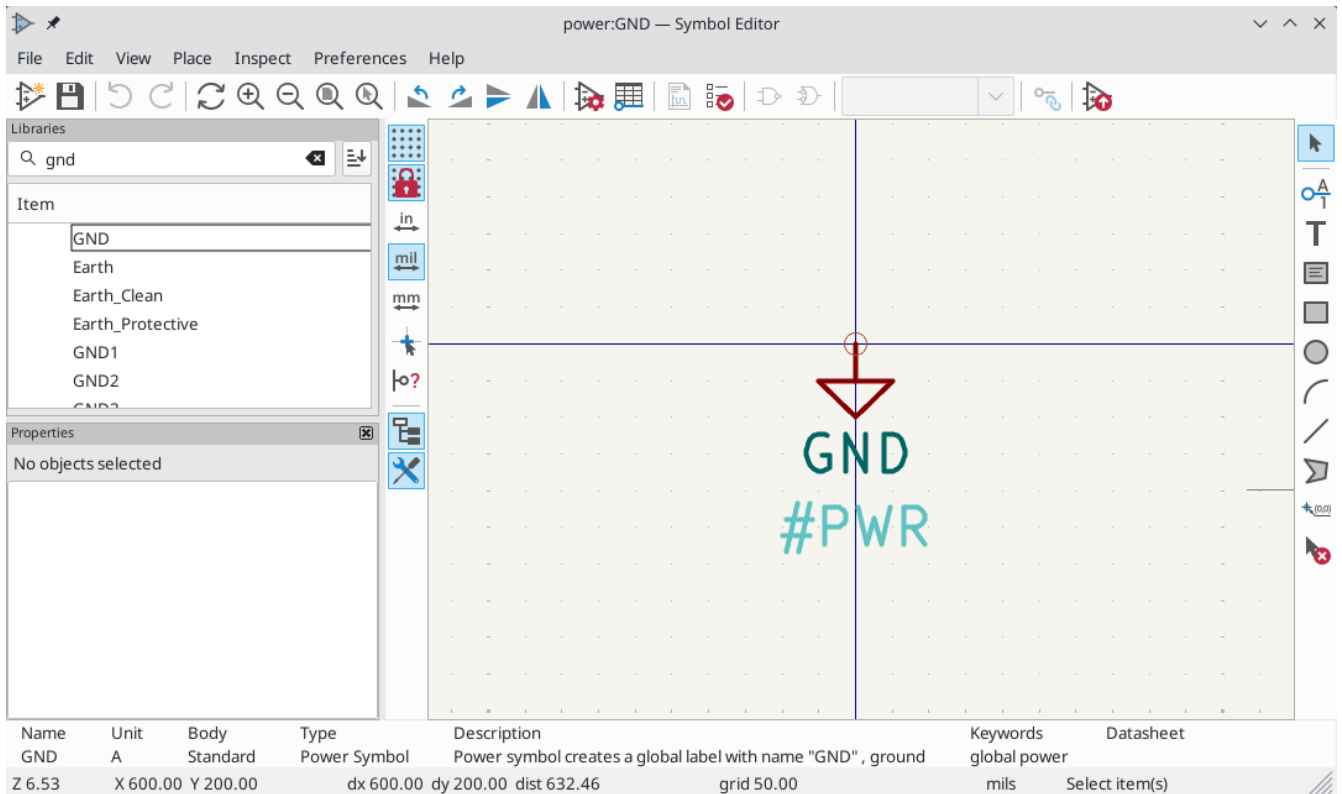 power:GND — Symbol Editor
File Edit View Place Inspect Preferences Help
Libraries
gnd
Item
GND
Earth
Earth_Clean
Earth_Protective
GND1
GND2
Properties
No objects selected
in
mil
mm
?
GND
#PWR
A
1
T
(0,0)
Name Unit Body Type Description Keywords Datasheet
GND A Standard Power Symbol Power symbol creates a global label with name "GND" , ground global power
Z 6.53 X 600.00 Y 200.00 dx 600.00 dy 200.00 dist 632.46 grid 50.00 mils Select item(s)